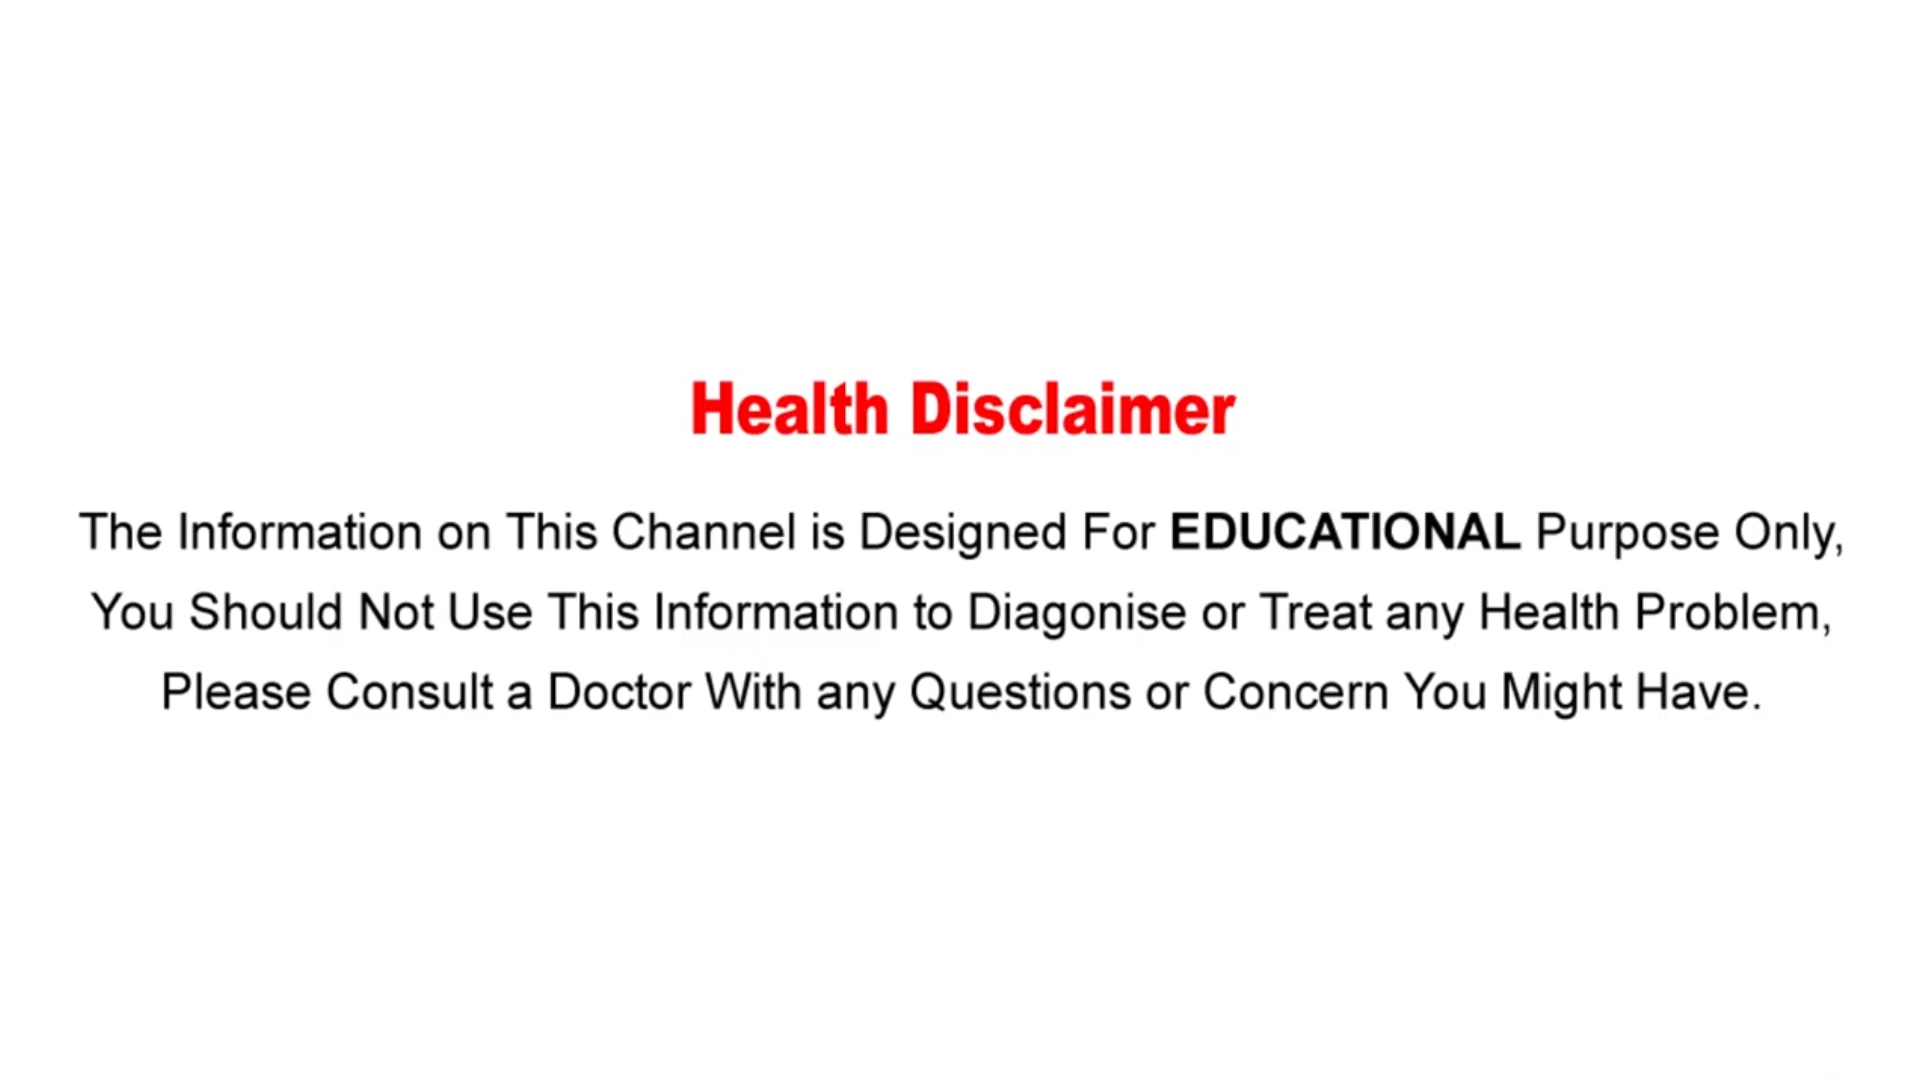 Health Disclaimer
The Information on This Channel is Designed For EDUCATIONAL Purpose Only,
You Should Not Use This Information to Diagonise or Treat any Health Problem,
Please Consult a Doctor With any Questions or Concern You Might Have.